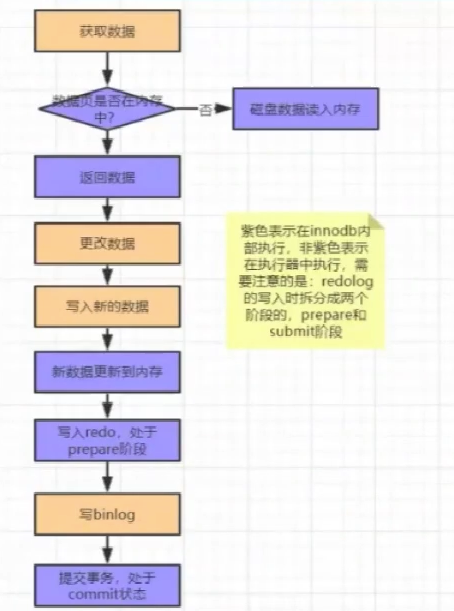 获取数据
数据页是否在内存
中?
否
磁盘数据读入内存
返回数据
更改数据
紫色表示在innodb内
部执行，非紫色表示
在执行器中执行，需
要注意的是：redolog
的写入时拆分成两个
阶段的，prepare和
submit阶段
写入新的数据
新数据更新到内存
写入redo，处于
prepare阶段
写binlog
提交事务，处于
commit状态